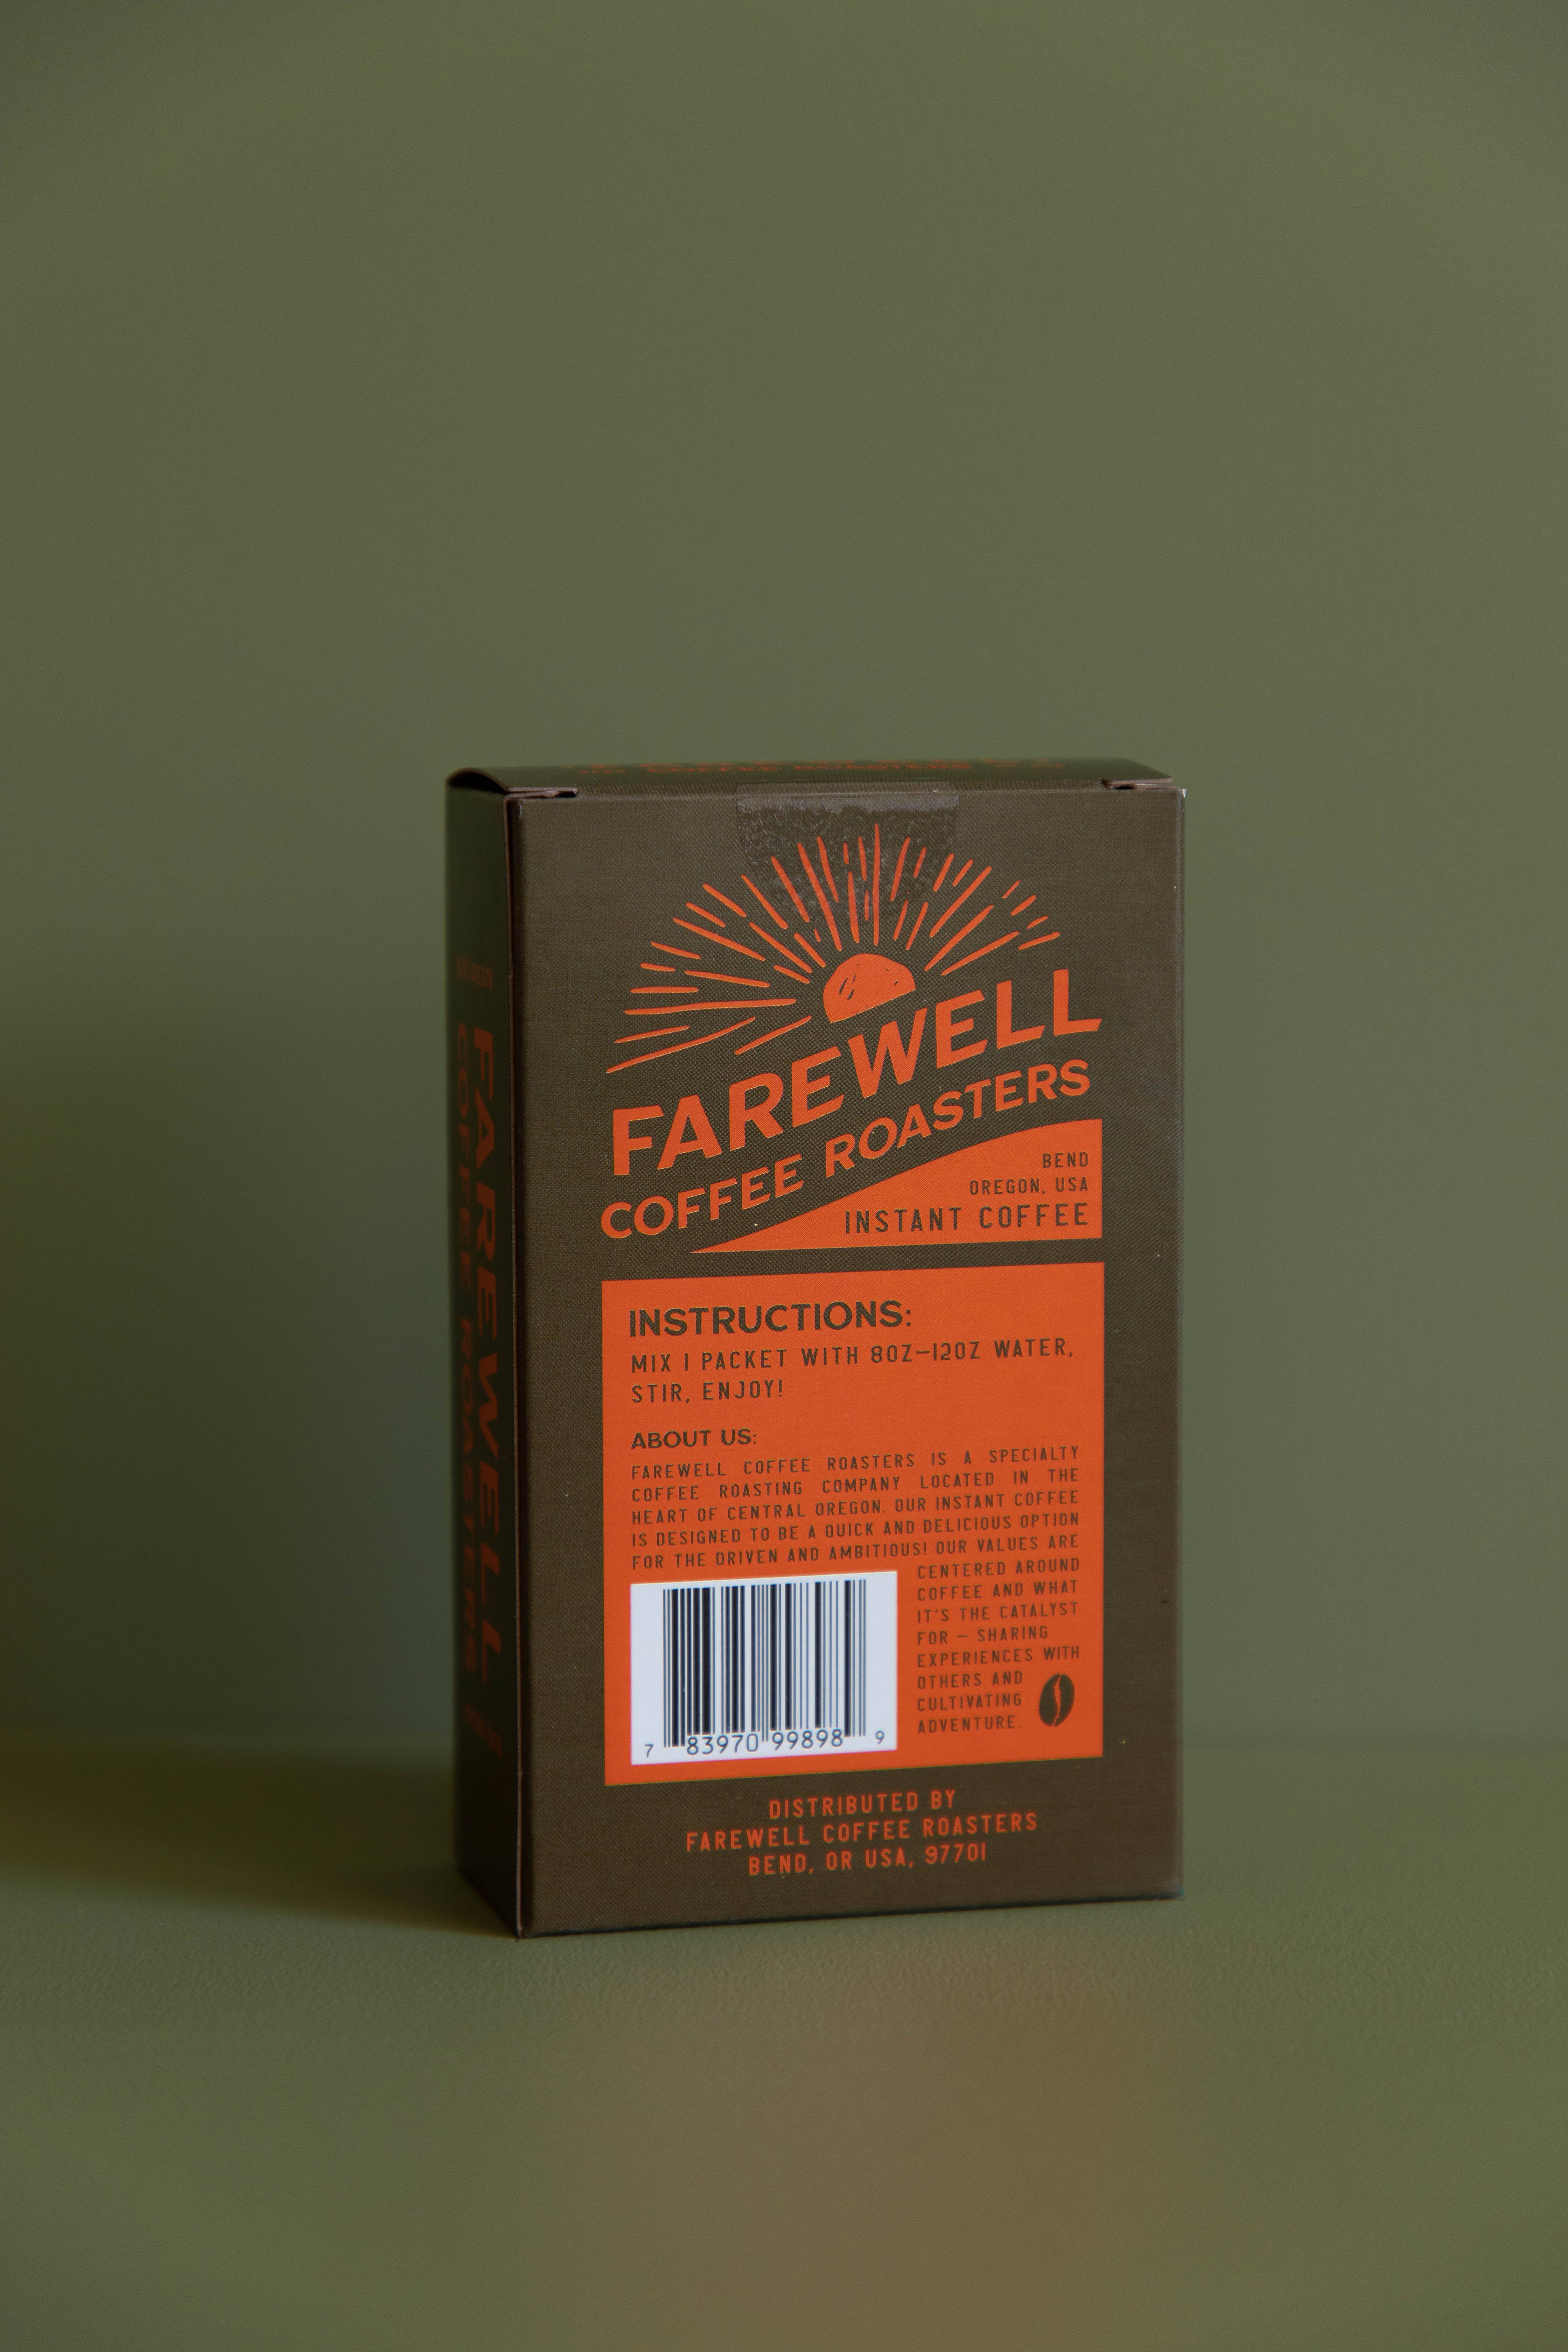 COFFEE ROASTERS
FAREWELL
COFFEE ROASTERS
FAREWELL
COFFEE ROASTERS
BEND
OREGON, USA
INSTANT COFFEE
INSTRUCTIONS:
MIX 1 PACKET WITH 8OZ–12OZ WATER,
STIR, ENJOY!
ABOUT US:
FAREWELL COFFEE ROASTERS IS A SPECIALTY
COFFEE ROASTING COMPANY LOCATED IN THE
HEART OF CENTRAL OREGON. OUR INSTANT COFFEE
IS DESIGNED TO BE A QUICK AND DELICIOUS OPTION
FOR THE DRIVEN AND AMBITIOUS! OUR VALUES ARE
CENTERED AROUND
COFFEE AND WHAT
IT'S THE CATALYST
FOR – SHARING
EXPERIENCES WITH
OTHERS AND
CULTIVATING
ADVENTURE.
7 83970 99898 9
DISTRIBUTED BY
FAREWELL COFFEE ROASTERS
BEND, OR USA, 97701